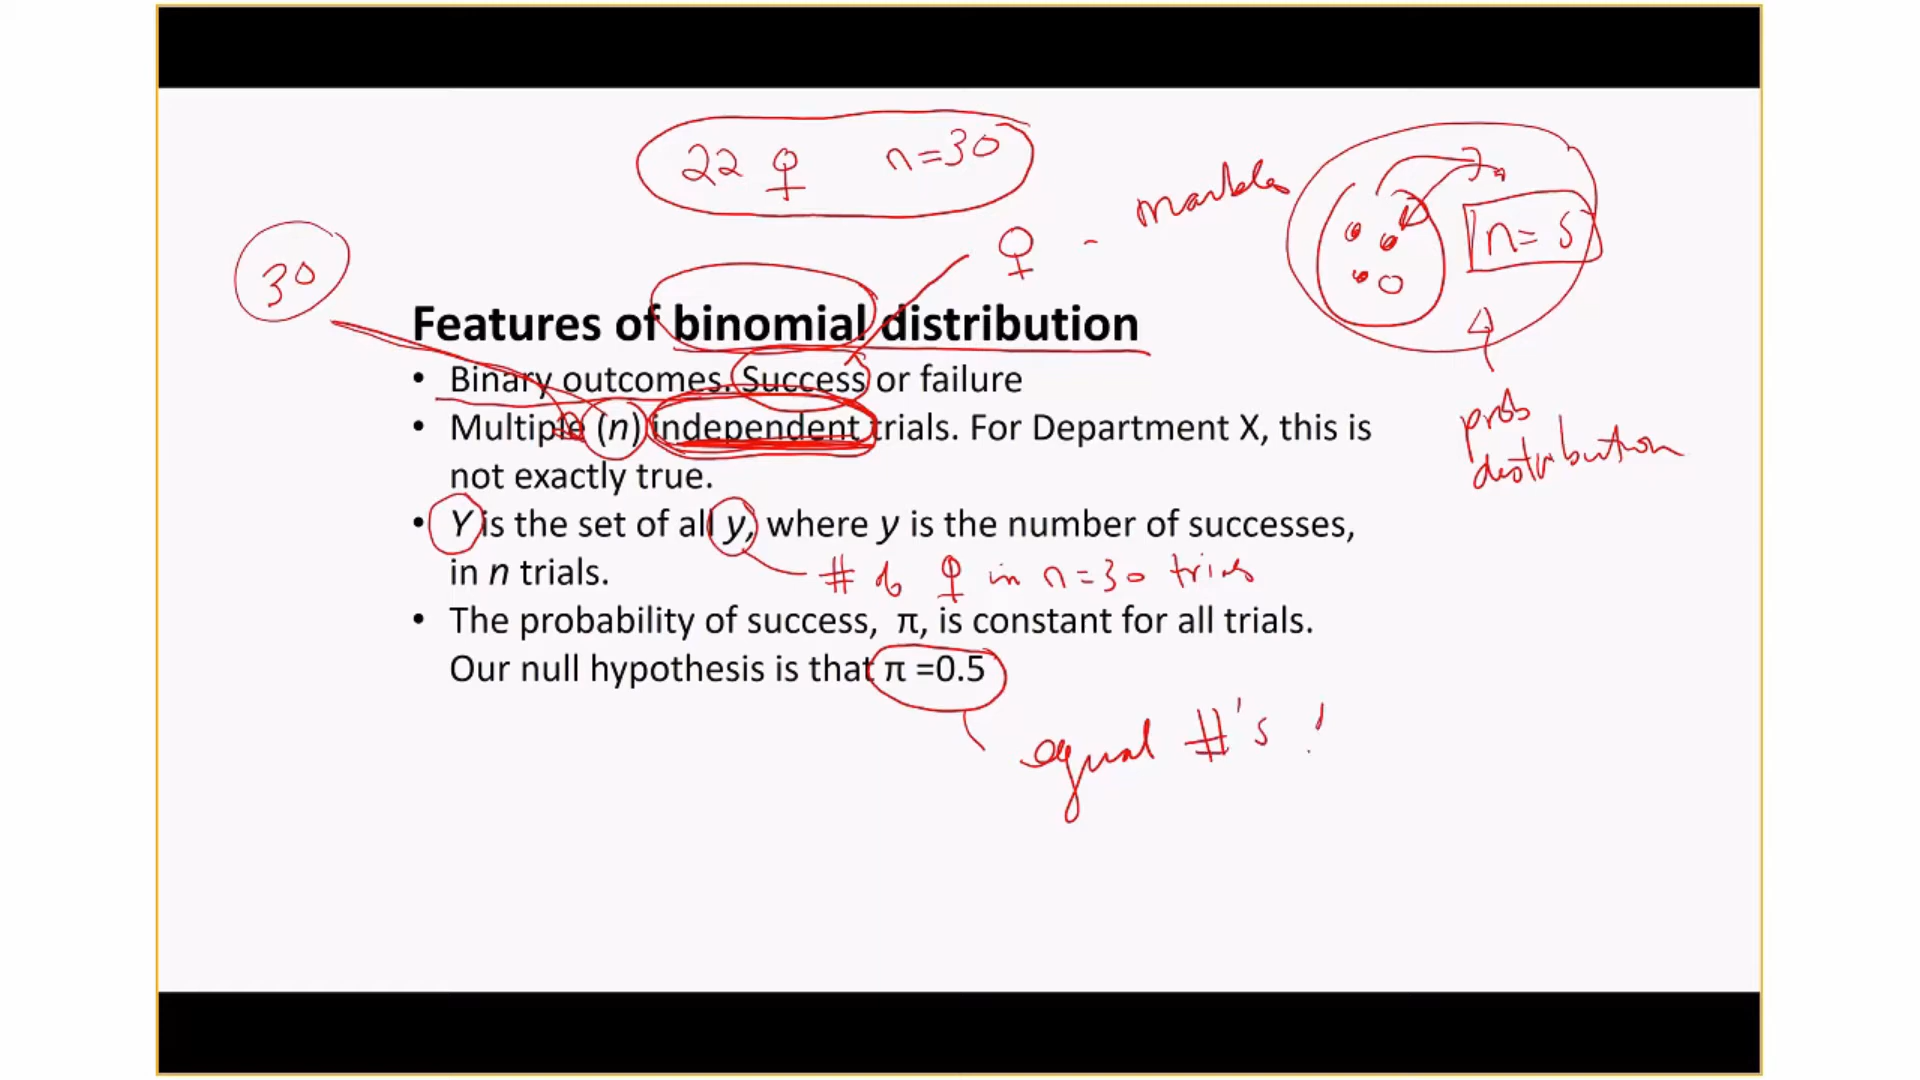 22 ♀ n=30
marbles
♀ -
n= 5
30
Features of binomial distribution
• Binary outcomes. Success or failure
• Multiple (n) independent trials. For Department X, this is
not exactly true.
prob
distribution
• Y is the set of all y, where y is the number of successes,
in n trials.
# of ♀ in n=30 trials
• The probability of success, π, is constant for all trials.
Our null hypothesis is that π =0.5
equal #'s